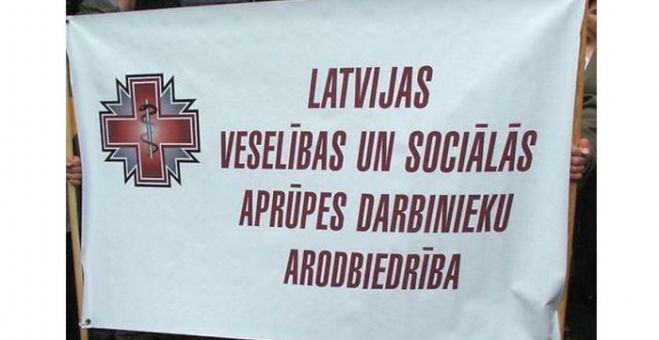 LATVIJAS
VESELĪBAS UN SOCIĀLĀS
APRŪPES DARBINIEKU
ARODBIEDRĪBA